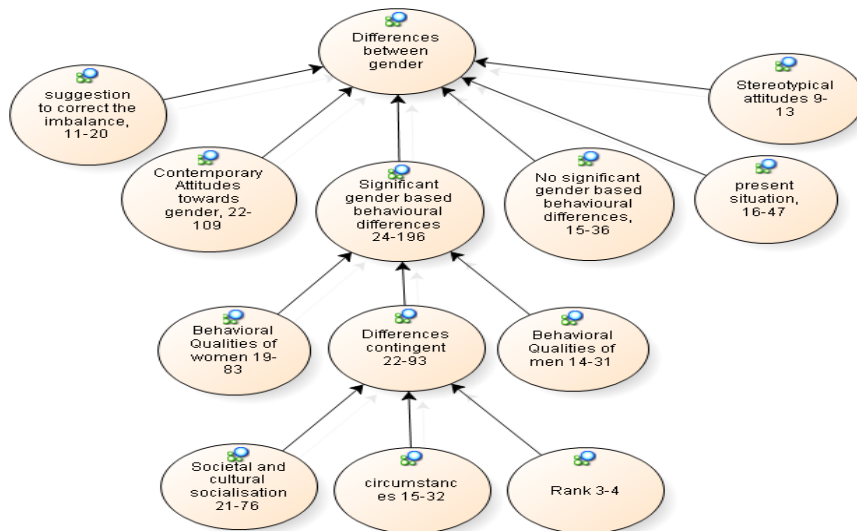 Differences
between
gender
suggestion
to correct the
imbalance,
11-20
Stereotypical
attitudes 9-
13
Contemporary
Attitudes
towards
gender, 22-
109
Significant
gender based
behavioural
differences
24-196
No significant
gender based
behavioural
differences,
15-36
present
situation,
16-47
Behavioral
Qualities of
women 19-
83
Differences
contingent
22-93
Behavioral
Qualities of
men 14-31
Societal and
cultural
socialisation
21-76
circumstanc
es 15-32
Rank 3-4